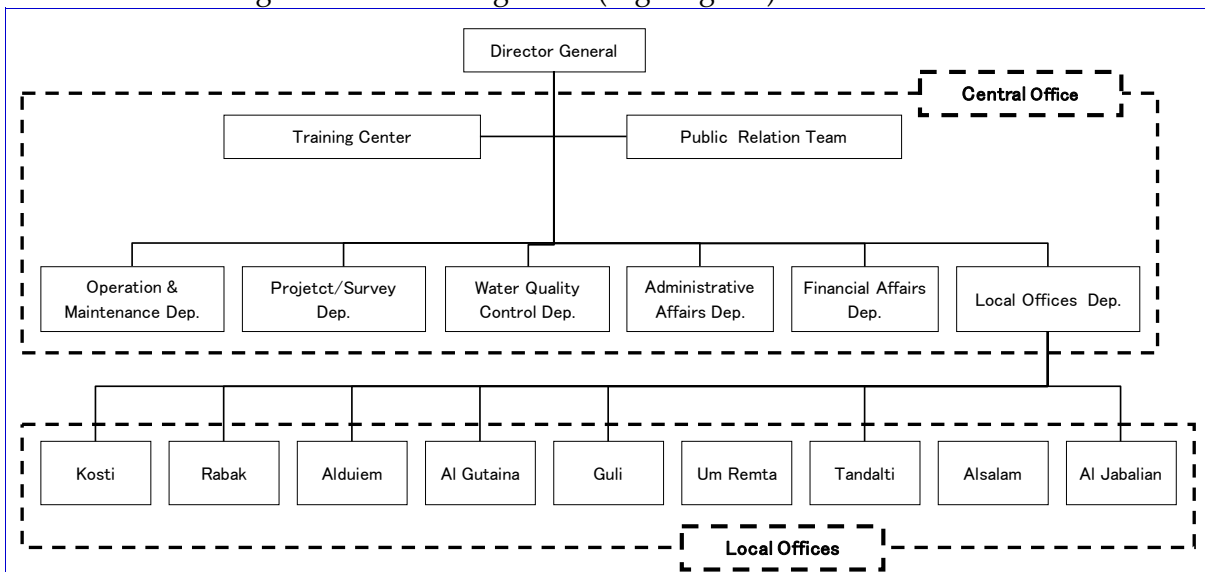 Director General
Central Office
Training Center
Public Relation Team
Operation &
Maintenance Dep.
Projetct/Survey
Dep.
Water Quality
Control Dep.
Administrative
Affairs Dep.
Financial Affairs
Dep.
Local Offices Dep.
Kosti
Rabak
Alduiem
Al Gutaina
Guli
Um Remta
Tandalti
Alsalam
Al Jabalian
Local Offices